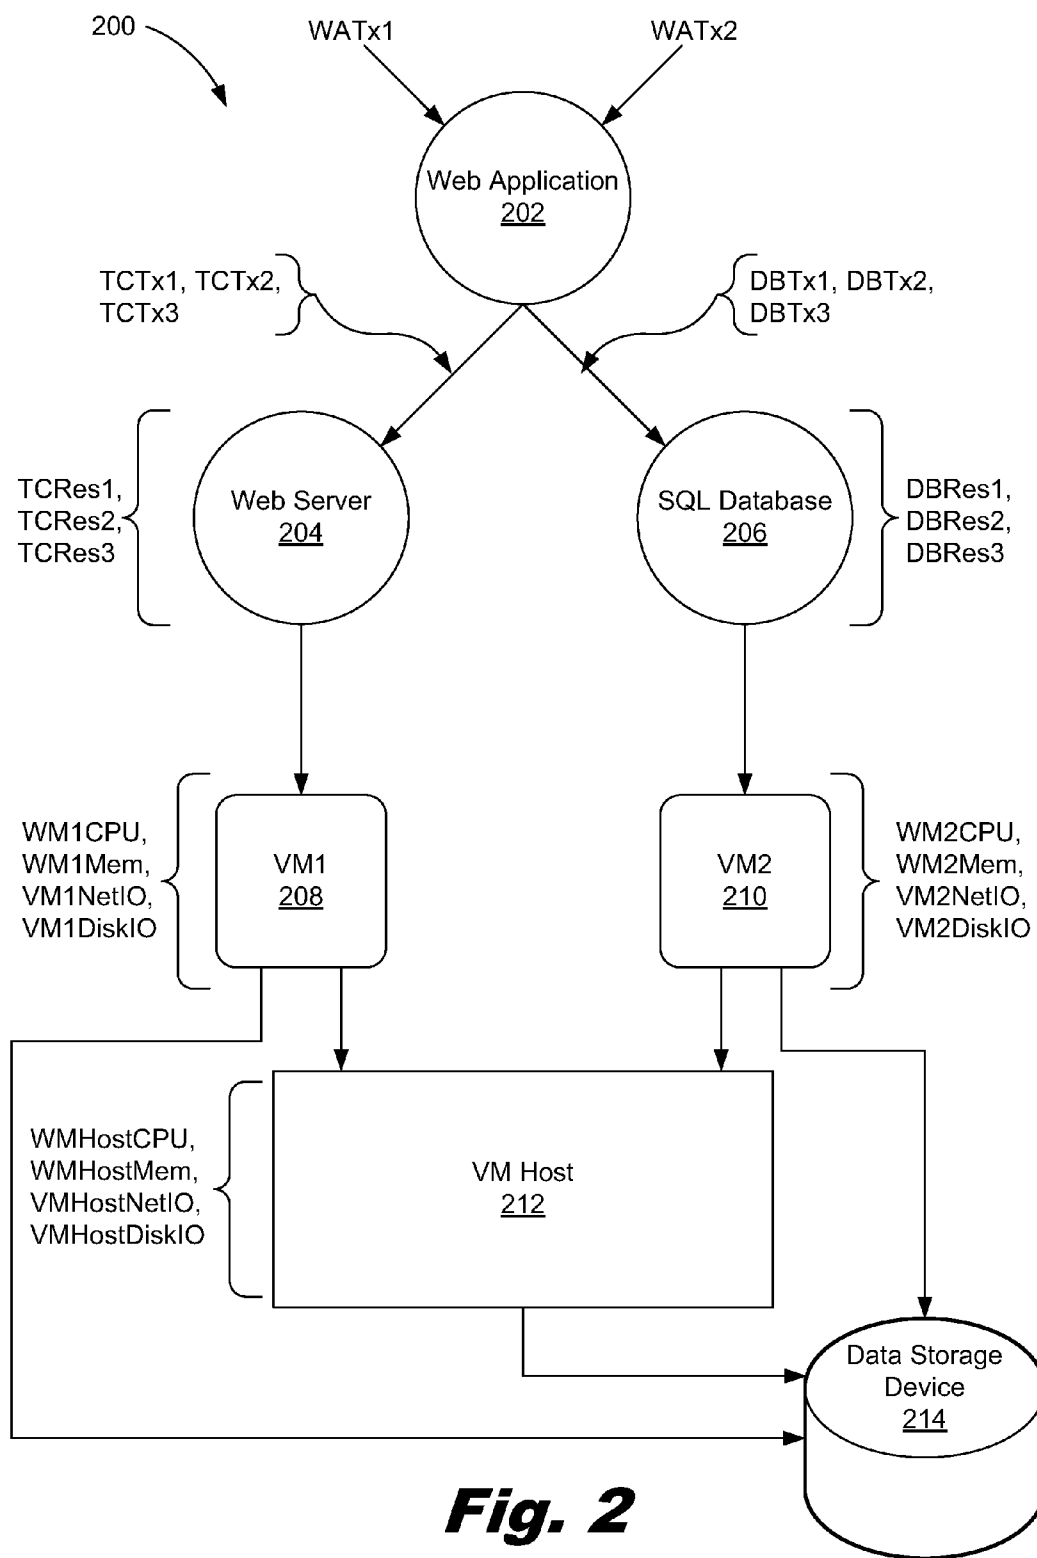 200
WATx1
WATx2
Web Application
202
TCTx1, TCTx2,
TCTx3
DBTx1, DBTx2,
DBTx3
TCRes1,
TCRes2,
TCRes3
Web Server
204
SQL Database
206
DBRes1,
DBRes2,
DBRes3
WM1CPU,
WM1Mem,
VM1NetIO,
VM1DiskIO
VM1
208
VM2
210
WM2CPU,
WM2Mem,
VM2NetIO,
VM2DiskIO
WMHostCPU,
WMHostMem,
VMHostNetIO,
VMHostDiskIO
VM Host
212
Data Storage
Device
214
Fig. 2